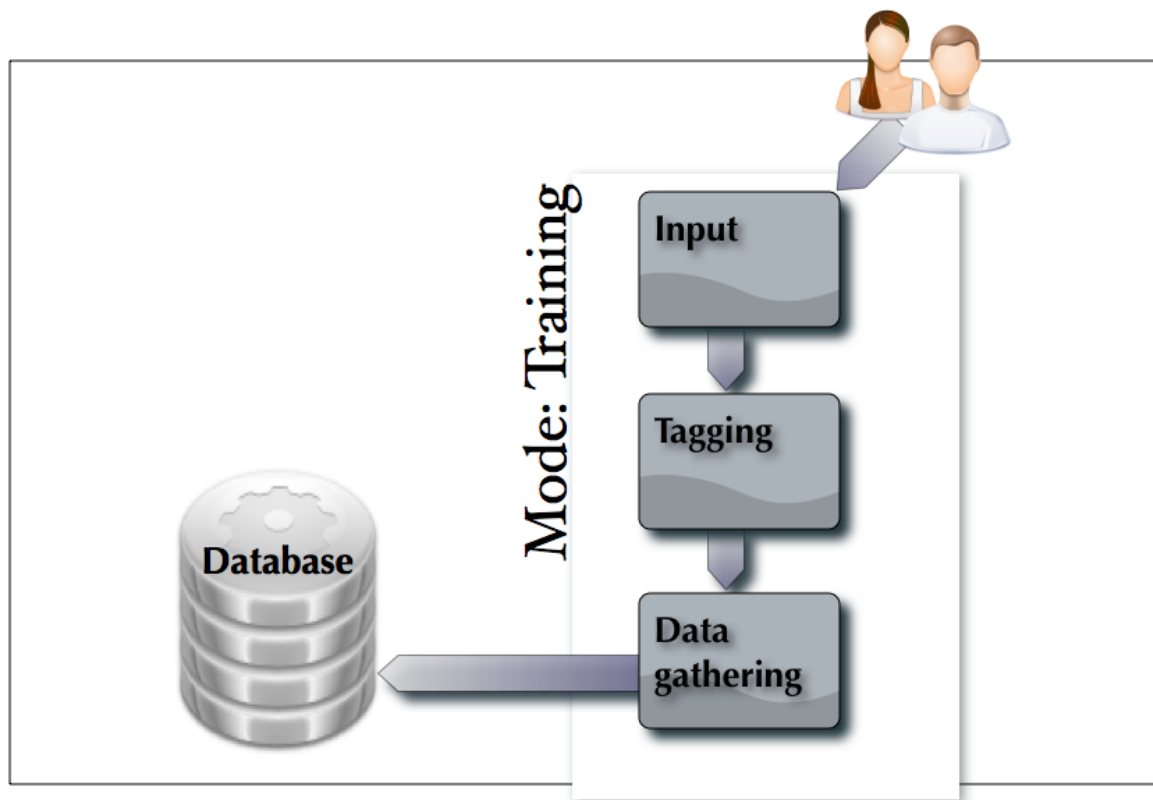 Mode: Training
Input
Tagging
Database
Data
gathering